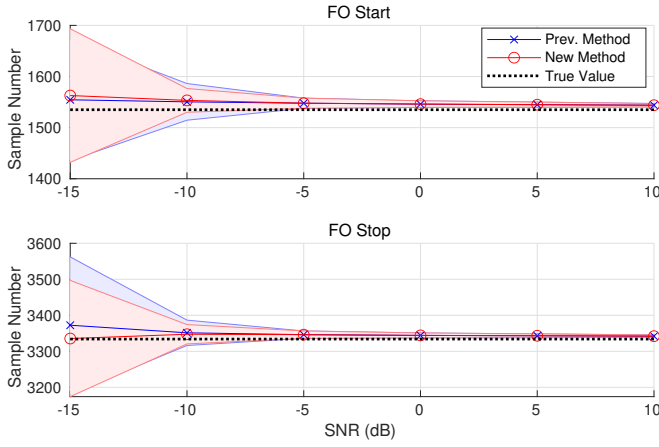 FO Start
1700
1600
1500
1400
Sample Number
-15 -10 -5 0 5 10
Prev. Method
New Method
True Value
FO Stop
3600
3500
3400
3300
3200
Sample Number
-15 -10 -5 0 5 10
SNR (dB)